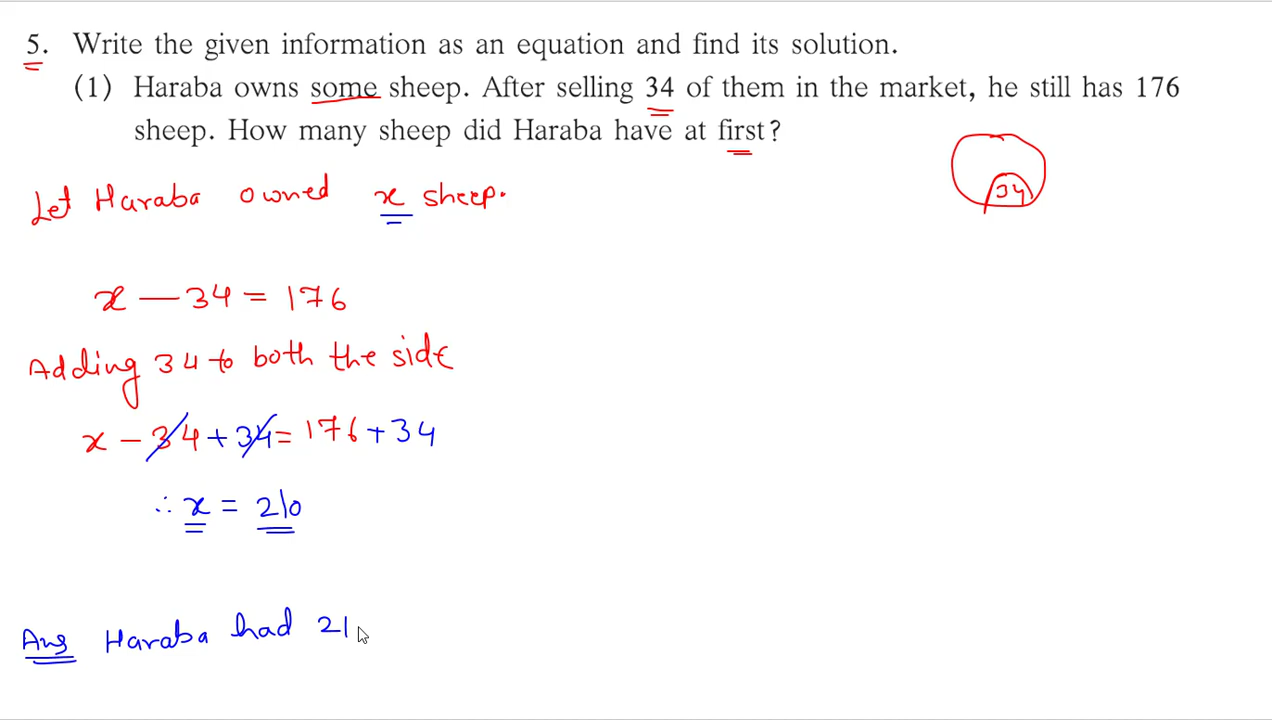 5. Write the given information as an equation and find its solution.
(1) Haraba owns some sheep. After selling 34 of them in the market, he still has 176
sheep. How many sheep did Haraba have at first?
34
Let Haraba owned x sheep.
x — 34 = 176
Adding 34 to both the side
x - 34 + 34 = 176 + 34
∴ x = 210
Ans Haraba had 21